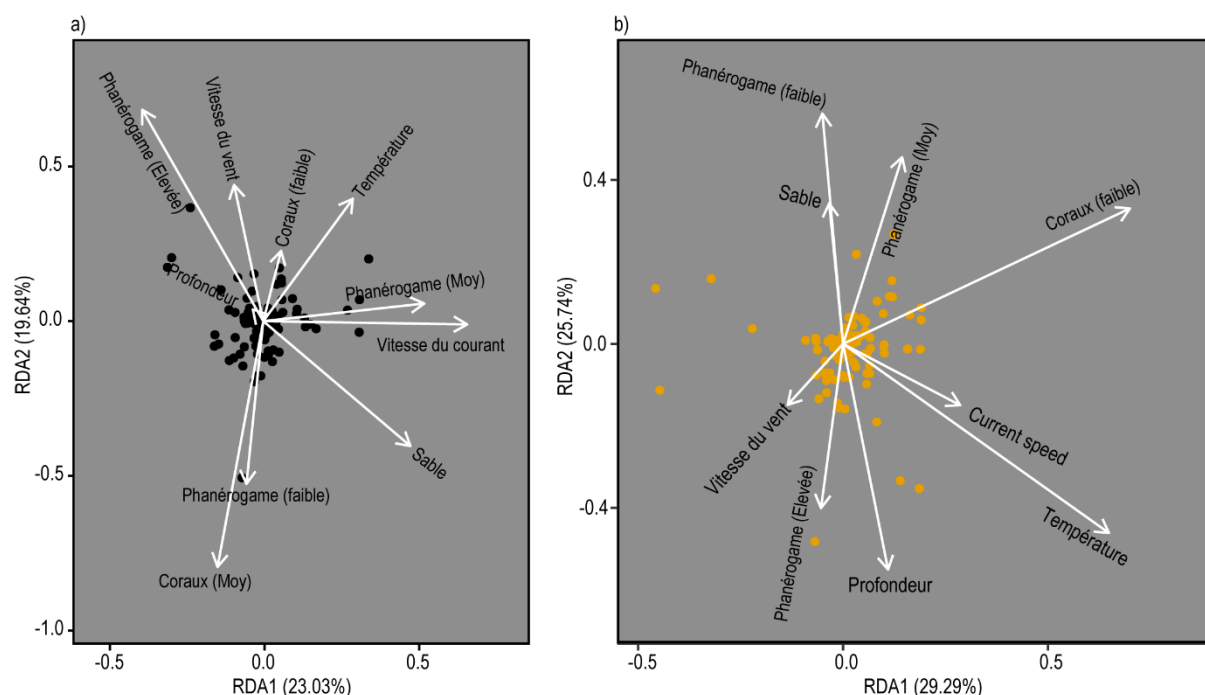 a)
Phanérogame (Elevée)
Vitesse du vent
Coraux (faible)
Température
Profondeur
Phanérogame (Moy)
Vitesse du courant
Sable
Phanérogame (faible)
Coraux (Moy)
RDA2 (19.64%)
0.5
0.0
-0.5
-1.0
-0.5
0.0
0.5
RDA1 (23.03%)
b)
Phanérogame (faible)
Phanérogame (Moy)
Sable
Coraux (faible)
Current speed
Vitesse du vent
Phanérogame (Elevée)
Température
Profondeur
RDA2 (25.74%)
0.4
0.0
-0.4
-0.5
0.0
0.5
RDA1 (29.29%)